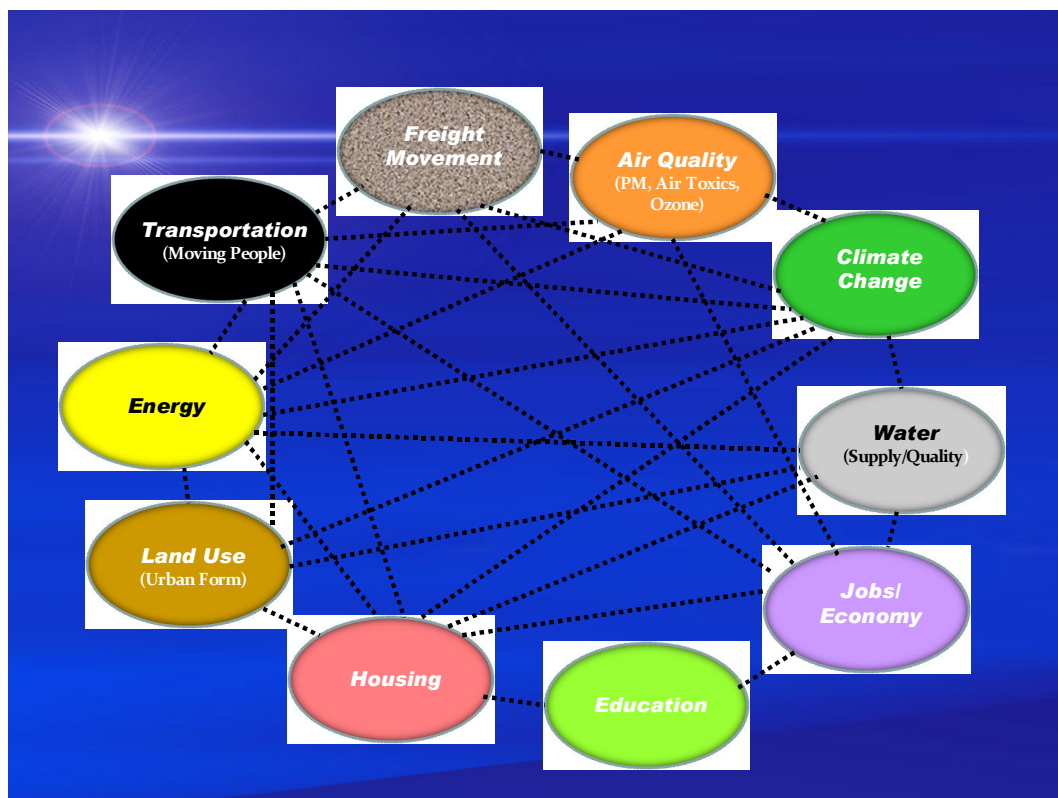 Freight
Movement
Air Quality
(PM, Air Toxics,
Ozone)
Transportation
(Moving People)
Climate
Change
Energy
Water
(Supply/Quality)
Land Use
(Urban Form)
Jobs/
Economy
Housing
Education